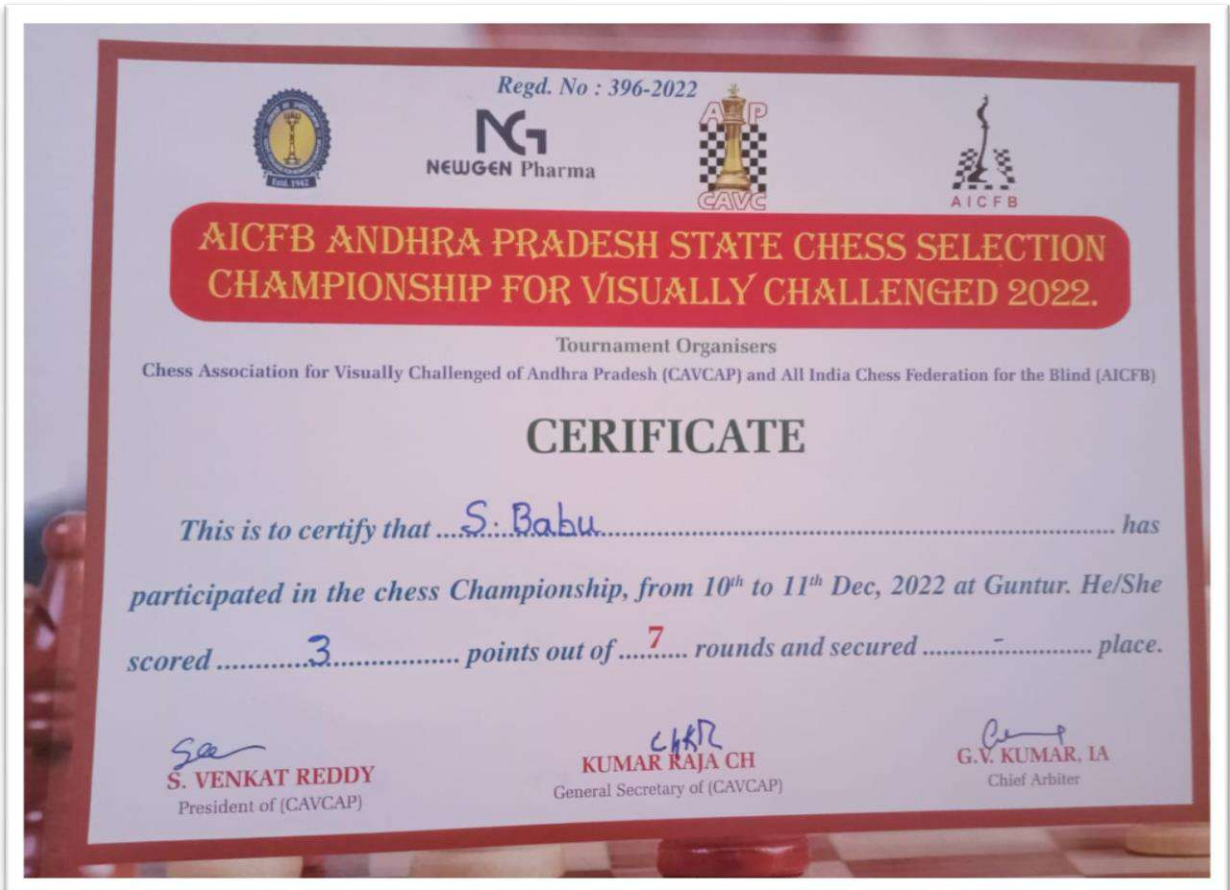 Regd. No : 396-2022
Estd. 1942
NG
NEWGEN Pharma
A P
CAVC
AICFB
AICFB ANDHRA PRADESH STATE CHESS SELECTION
CHAMPIONSHIP FOR VISUALLY CHALLENGED 2022.
Tournament Organisers
Chess Association for Visually Challenged of Andhra Pradesh (CAVCAP) and All India Chess Federation for the Blind (AICFB)
CERIFICATE
This is to certify that ....S. Babu.... has
participated in the chess Championship, from 10th to 11th Dec, 2022 at Guntur. He/She
scored ....3.... points out of ....7.... rounds and secured ....-.... place.
S. VENKAT REDDY
President of (CAVCAP)
KUMAR RAJA CH
General Secretary of (CAVCAP)
G.V. KUMAR, IA
Chief Arbiter